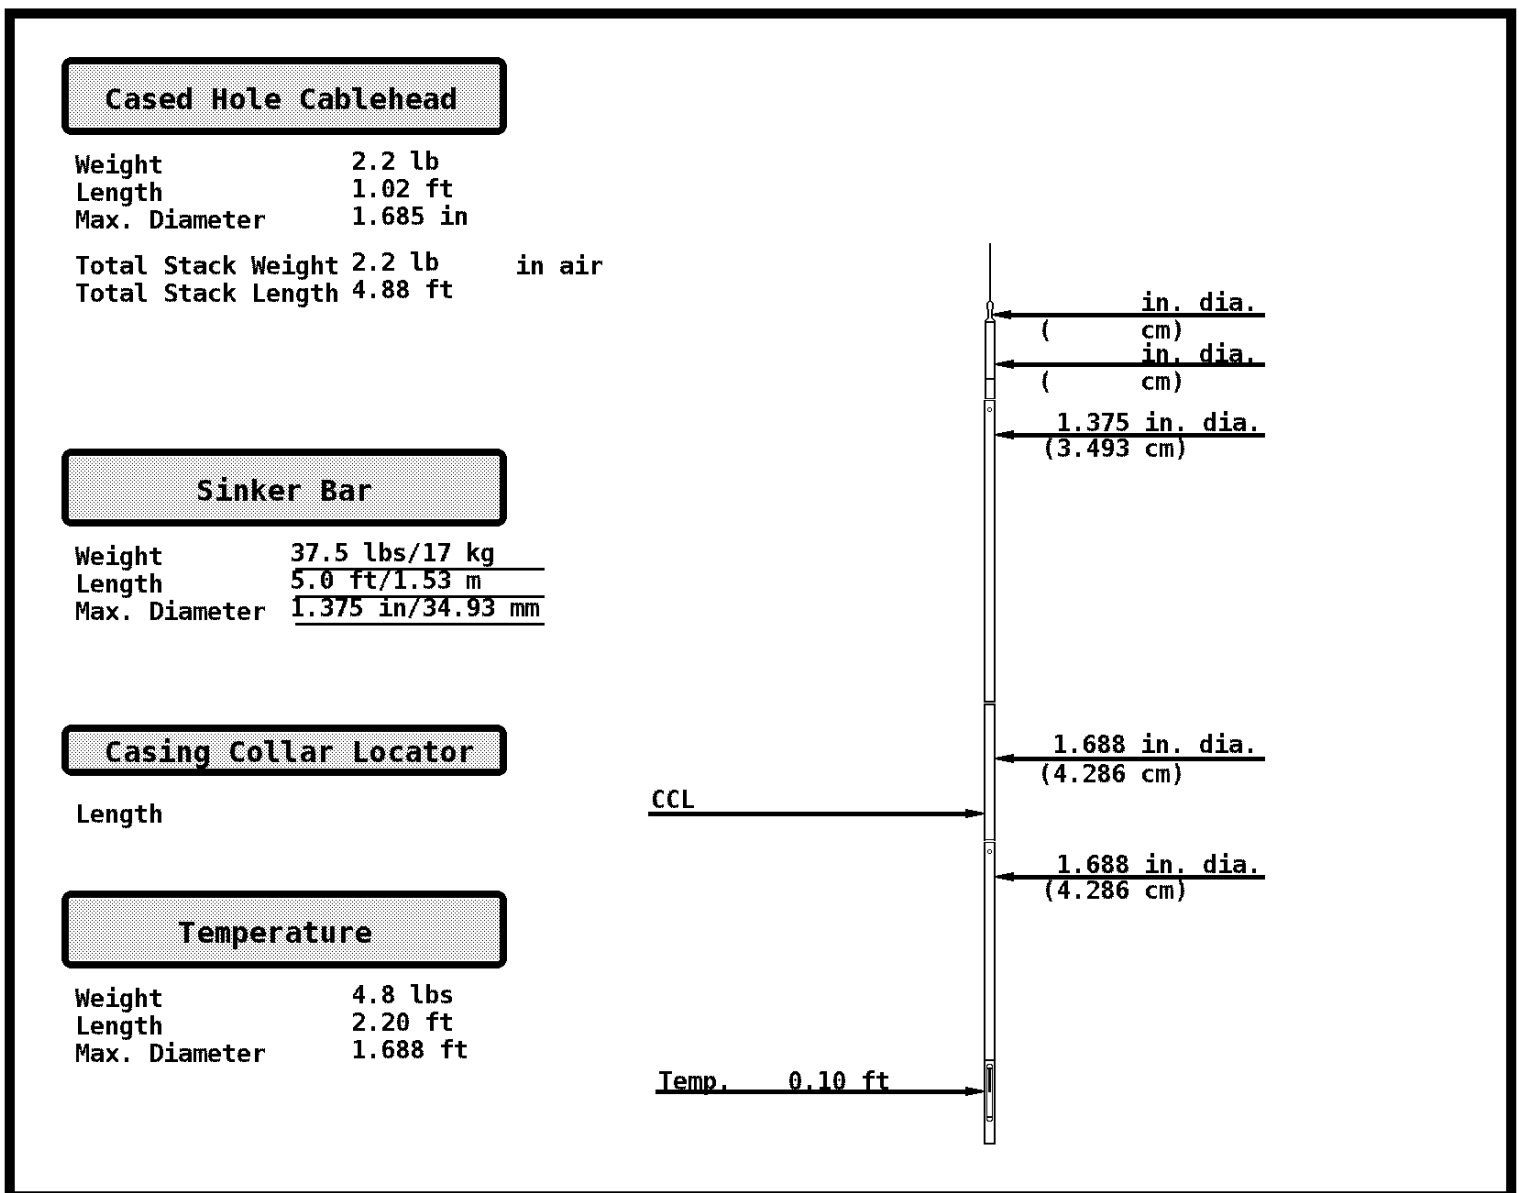 Cased Hole Cablehead
Weight 2.2 lb
Length 1.02 ft
Max. Diameter 1.685 in
Total Stack Weight 2.2 lb in air
Total Stack Length 4.88 ft
in. dia.
( cm)
in. dia.
( cm)
1.375 in. dia.
(3.493 cm)
Sinker Bar
Weight 37.5 lbs/17 kg
Length 5.0 ft/1.53 m
Max. Diameter 1.375 in/34.93 mm
Casing Collar Locator
1.688 in. dia.
(4.286 cm)
Length
CCL
1.688 in. dia.
(4.286 cm)
Temperature
Weight 4.8 lbs
Length 2.20 ft
Max. Diameter 1.688 ft
Temp. 0.10 ft